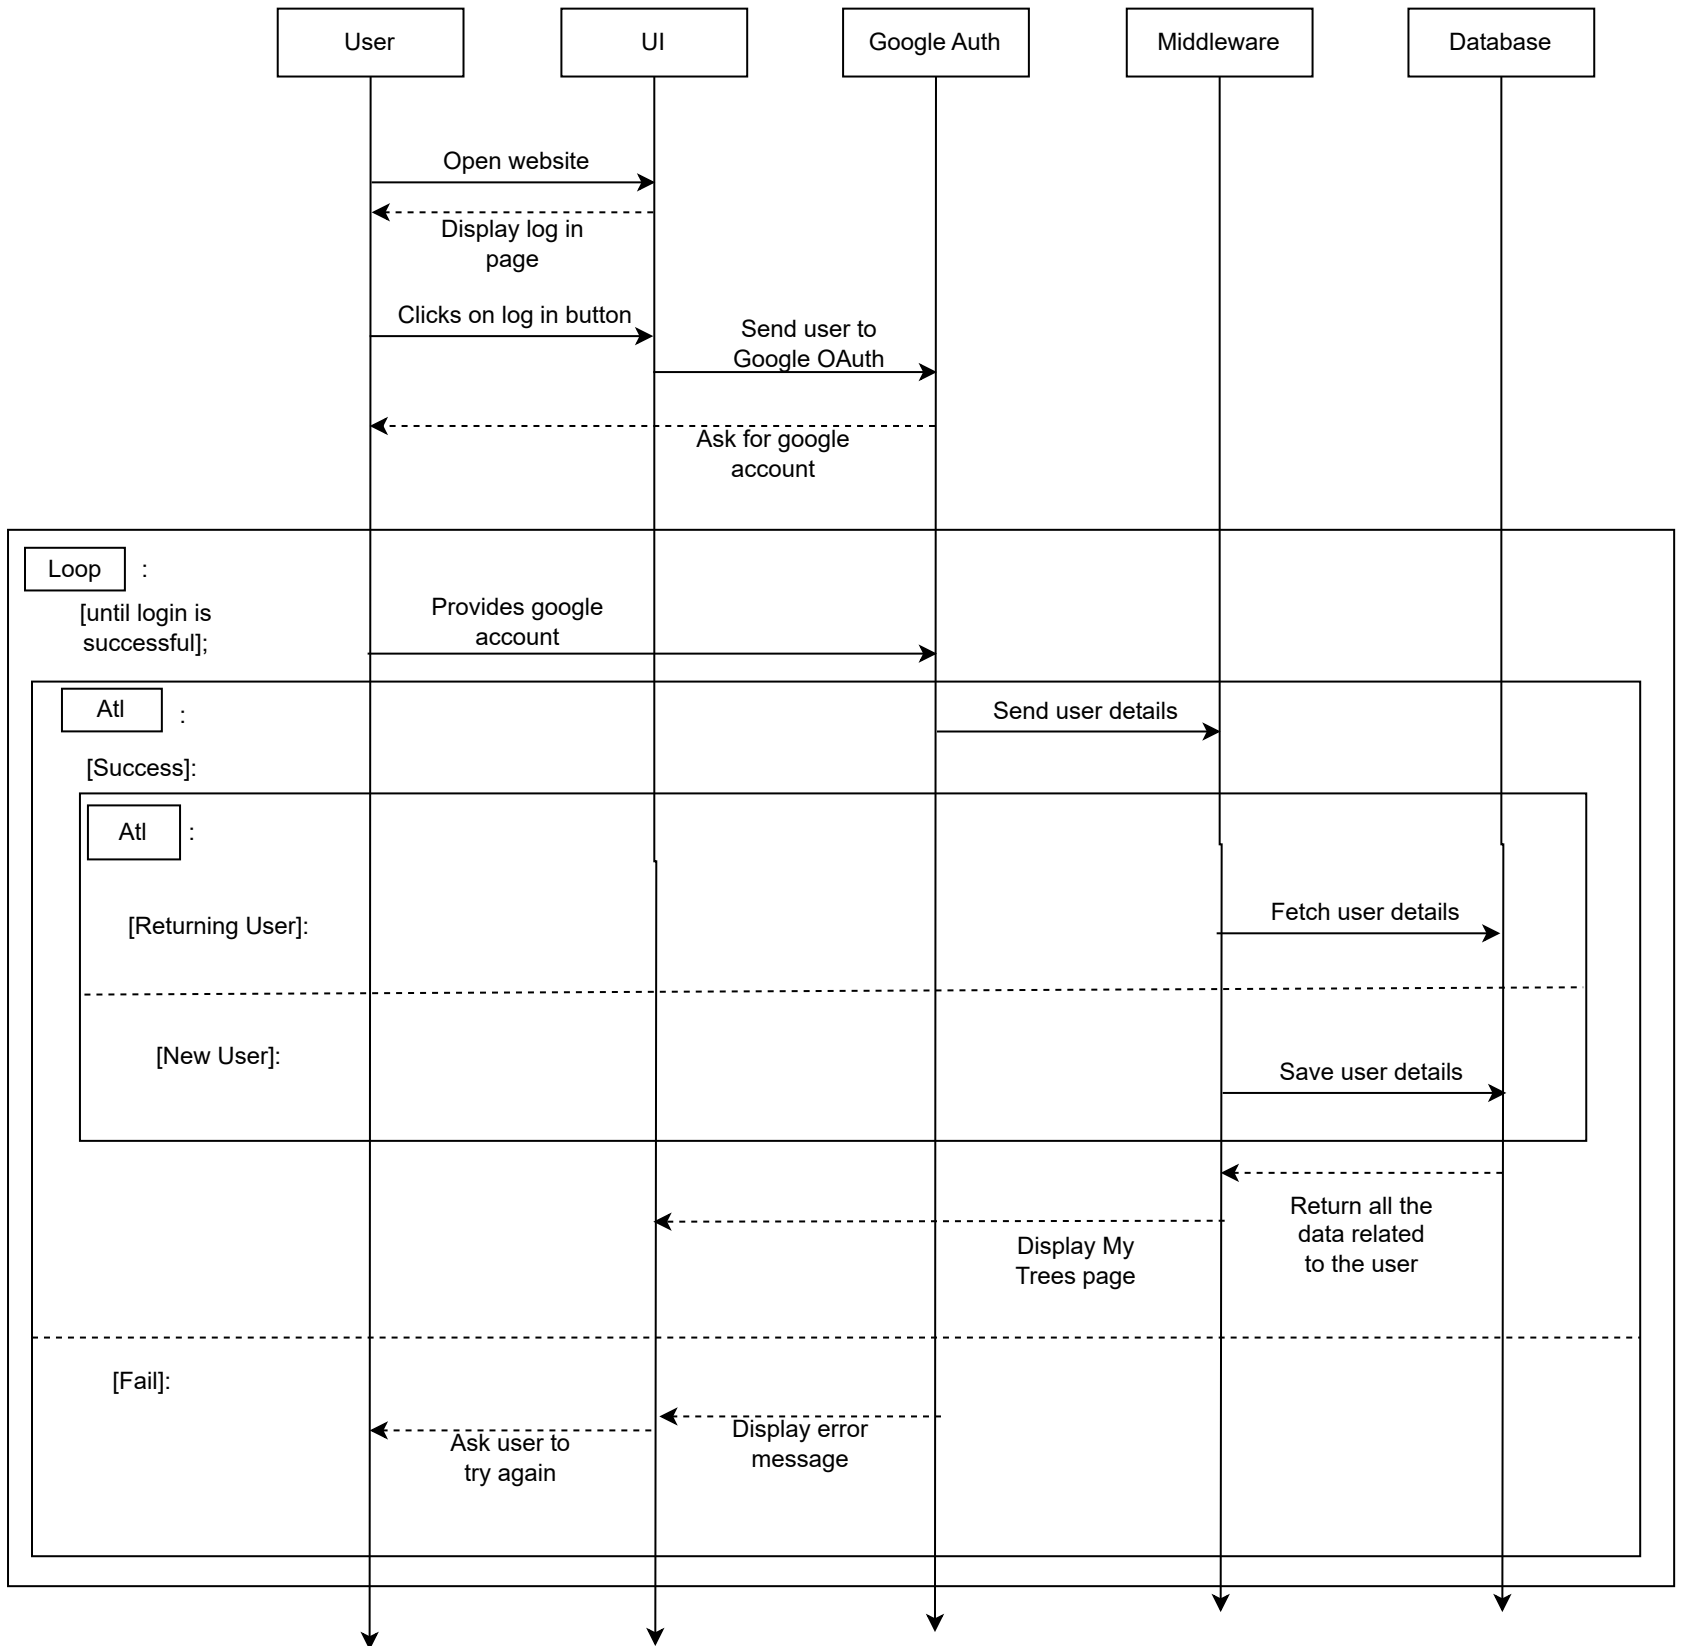 User
UI
Google Auth
Middleware
Database
Open website
Display log in
page
Clicks on log in button
Send user to
Google OAuth
Ask for google
account
Loop
:
[until login is
successful];
Provides google
account
Atl
:
Send user details
[Success]:
Atl
:
[Returning User]:
Fetch user details
[New User]:
Save user details
Return all the
data related
to the user
Display My
Trees page
[Fail]:
Display error
message
Ask user to
try again